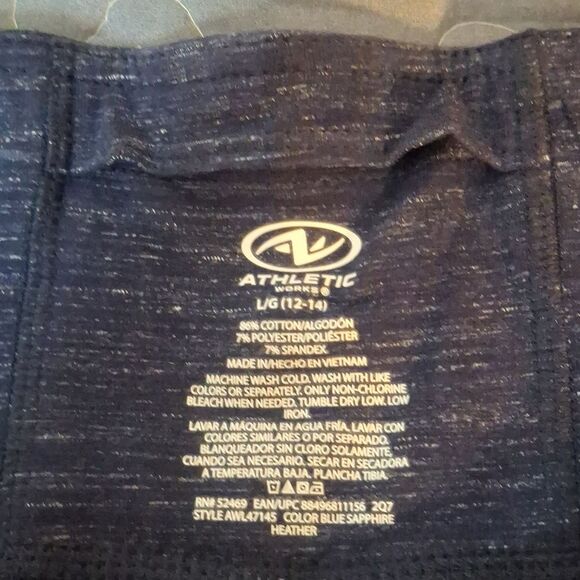 ATHLETIC
WORKS®
L/G (12-14)
86% COTTON/ALGODÓN
7% POLYESTER/POLIÉSTER
7% SPANDEX
MADE IN/HECHO EN VIETNAM
MACHINE WASH COLD. WASH WITH LIKE
COLORS OR SEPARATELY. ONLY NON-CHLORINE
BLEACH WHEN NEEDED. TUMBLE DRY LOW. LOW
IRON.
LAVAR A MÁQUINA EN AGUA FRÍA. LAVAR CON
COLORES SIMILARES O POR SEPARADO.
BLANQUEADOR SIN CLORO SOLAMENTE,
CUANDO SEA NECESARIO. SECAR EN SECADORA
A TEMPERATURA BAJA. PLANCHA TIBIA.
RN# 52469 EAN/UPC 88496811156 2Q7
STYLE AWL47145 COLOR BLUE SAPPHIRE
HEATHER